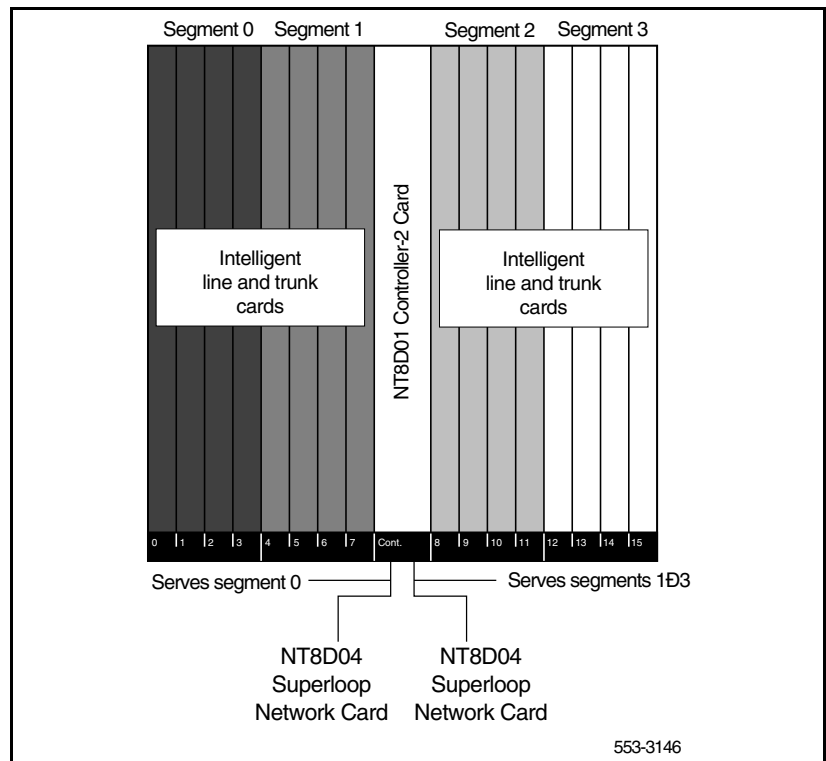 Segment 0 Segment 1 Segment 2 Segment 3
Intelligent
line and trunk
cards
NT8D01 Controller-2 Card
Intelligent
line and trunk
cards
0 1 2 3 4 5 6 7 Cont. 8 9 10 11 12 13 14 15
Serves segment 0
Serves segments 1Ð3
NT8D04
Superloop
Network Card
NT8D04
Superloop
Network Card
553-3146